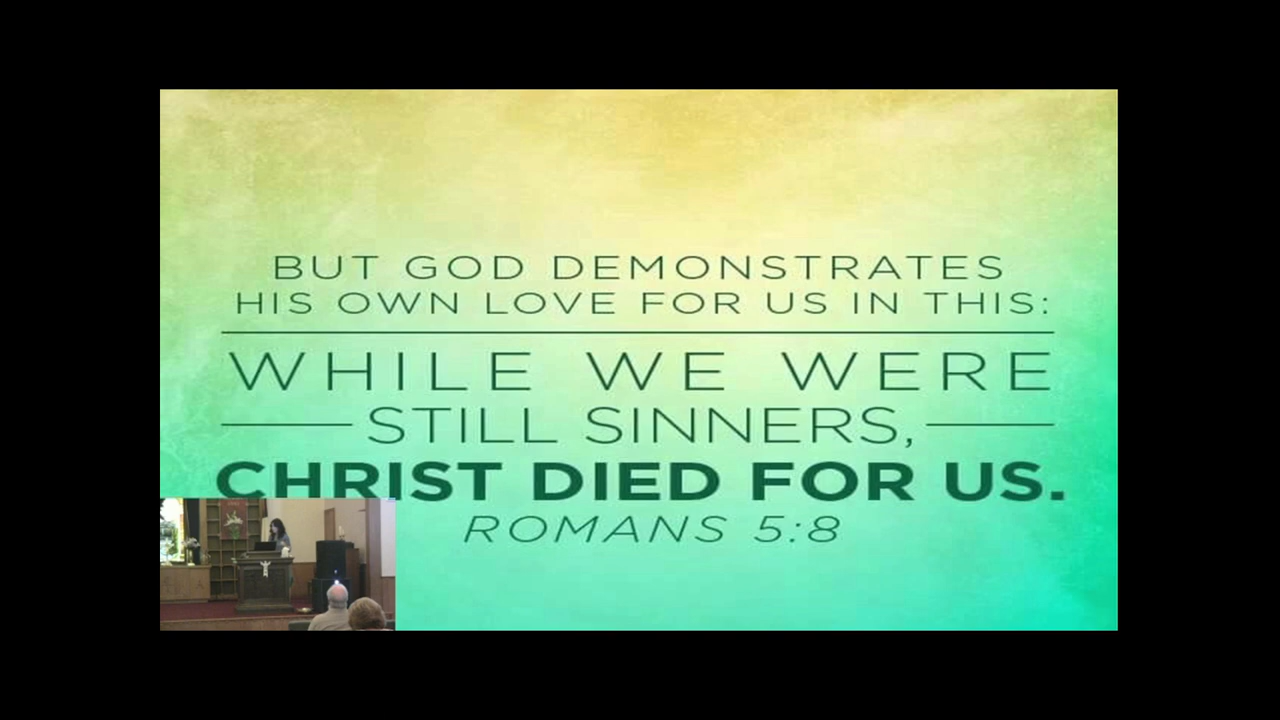 BUT GOD DEMONSTRATES
HIS OWN LOVE FOR US IN THIS:
WHILE WE WERE
STILL SINNERS,
CHRIST DIED FOR US.
ROMANS 5:8